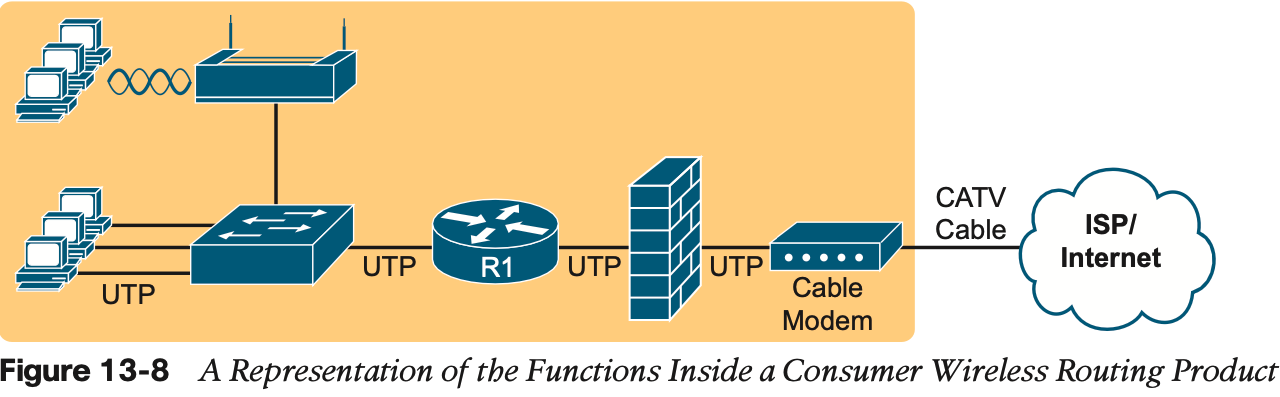 CATV
Cable
ISP/
Internet
UTP
R1
UTP
UTP
UTP
Cable
Modem
Figure 13-8 A Representation of the Functions Inside a Consumer Wireless Routing Product